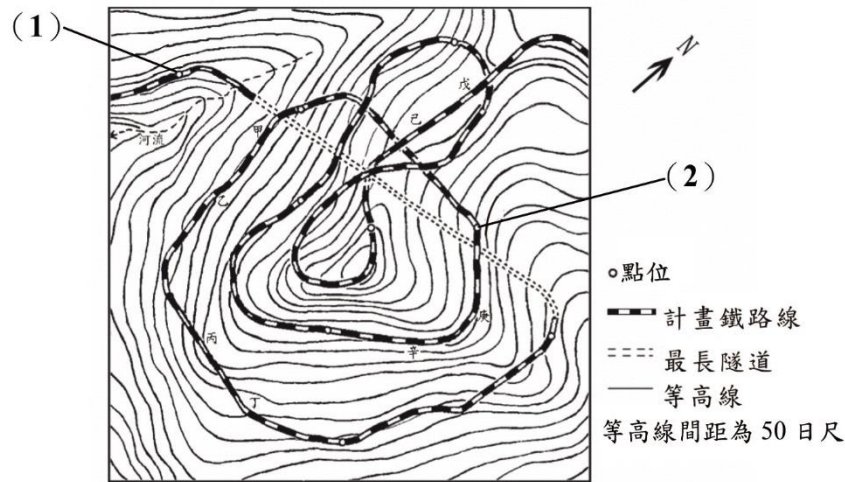 （1）
N
戊
己
甲
河流
乙
（2）
庚
丙
辛
丁
點位
計畫鐵路線
最長隧道
等高線
等高線間距為 50 日尺